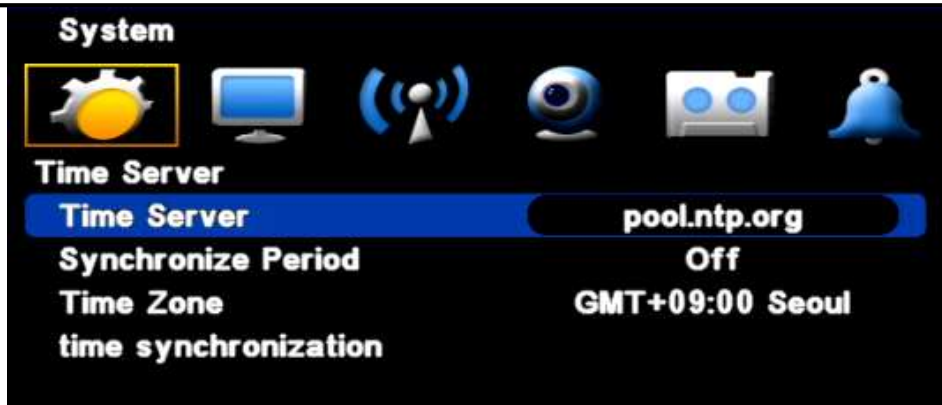 System
Time Server
Time Server pool.ntp.org
Synchronize Period Off
Time Zone GMT+09:00 Seoul
time synchronization